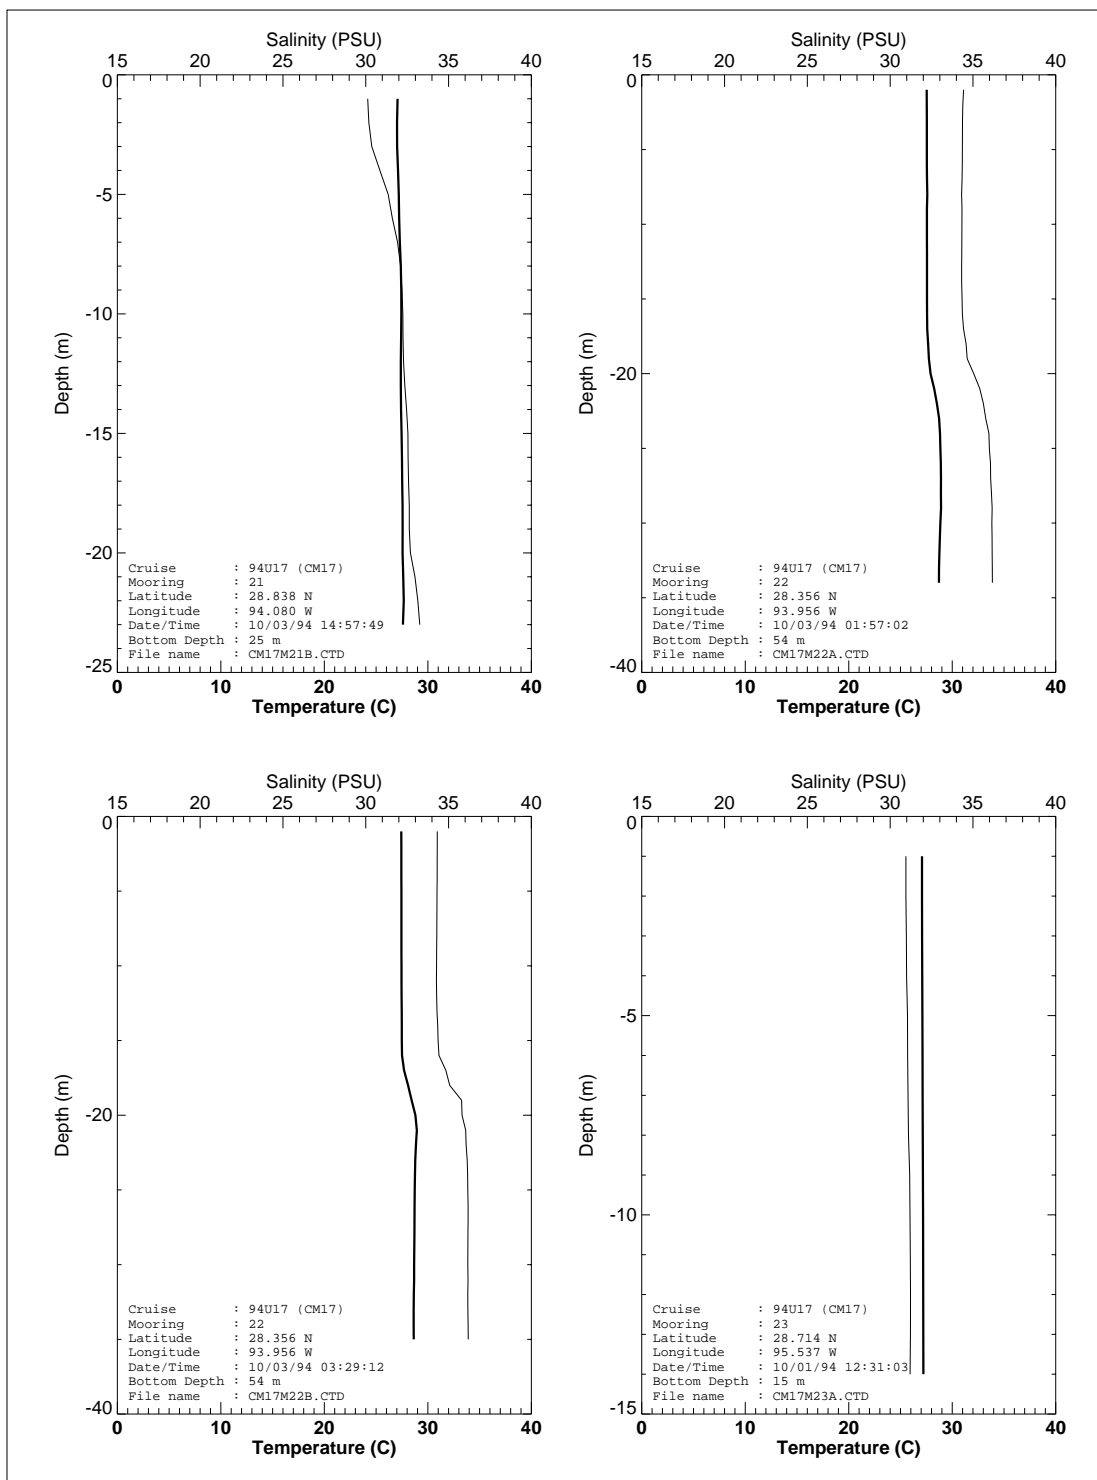 Salinity (PSU)
15 20 25 30 35 40
0
-5
-10
-15
-20
-25
Depth (m)
Cruise : 94U17 (CM17)
Mooring : 21
Latitude : 28.838 N
Longitude : 94.080 W
Date/Time : 10/03/94 14:57:49
Bottom Depth : 25 m
File name : CM17M21B.CTD
0 10 20 30 40
Temperature (C)
Salinity (PSU)
15 20 25 30 35 40
0
-20
-40
Depth (m)
Cruise : 94U17 (CM17)
Mooring : 22
Latitude : 28.356 N
Longitude : 93.956 W
Date/Time : 10/03/94 01:57:02
Bottom Depth : 54 m
File name : CM17M22A.CTD
0 10 20 30 40
Temperature (C)
Salinity (PSU)
15 20 25 30 35 40
0
-20
-40
Depth (m)
Cruise : 94U17 (CM17)
Mooring : 22
Latitude : 28.356 N
Longitude : 93.956 W
Date/Time : 10/03/94 03:29:12
Bottom Depth : 54 m
File name : CM17M22B.CTD
0 10 20 30 40
Temperature (C)
Salinity (PSU)
15 20 25 30 35 40
0
-5
-10
-15
Depth (m)
Cruise : 94U17 (CM17)
Mooring : 23
Latitude : 28.714 N
Longitude : 95.537 W
Date/Time : 10/01/94 12:31:03
Bottom Depth : 15 m
File name : CM17M23A.CTD
0 10 20 30 40
Temperature (C)